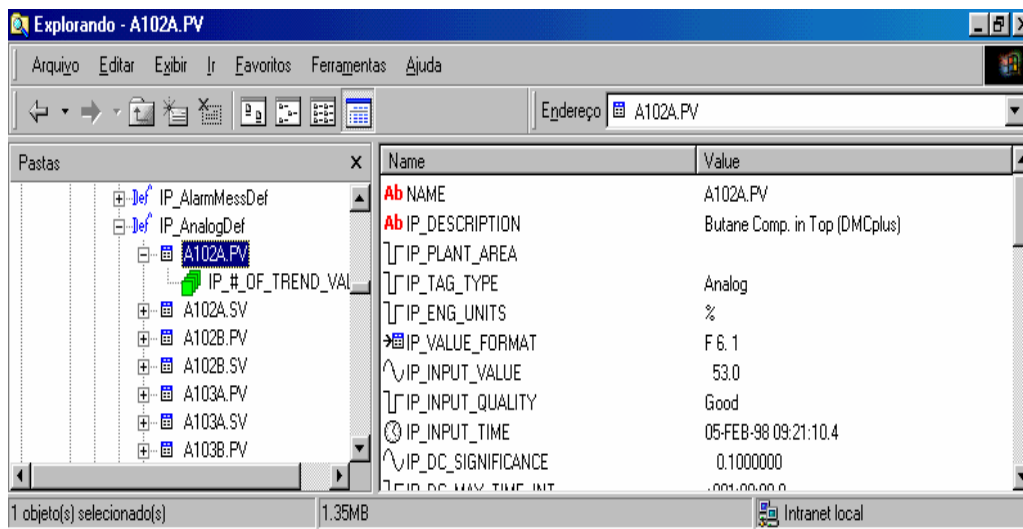 Explorando - A102A.PV
Arquivo Editar Exibir Ir Favoritos Ferramentas Ajuda
Endereço A102A.PV
Pastas
IP_AlarmMessDef
IP_AnalogDef
A102A.PV
IP_#_OF_TREND_VAL
A102A.SV
A102B.PV
A102B.SV
A103A.PV
A103A.SV
A103B.PV
Name Value
NAME A102A.PV
IP_DESCRIPTION Butane Comp. in Top (DMCplus)
IP_PLANT_AREA
IP_TAG_TYPE Analog
IP_ENG_UNITS %
IP_VALUE_FORMAT F 6. 1
IP_INPUT_VALUE 53.0
IP_INPUT_QUALITY Good
IP_INPUT_TIME 05-FEB-98 09:21:10.4
IP_DC_SIGNIFICANCE 0.1000000
1 objeto(s) selecionado(s) 1.35MB Intranet local